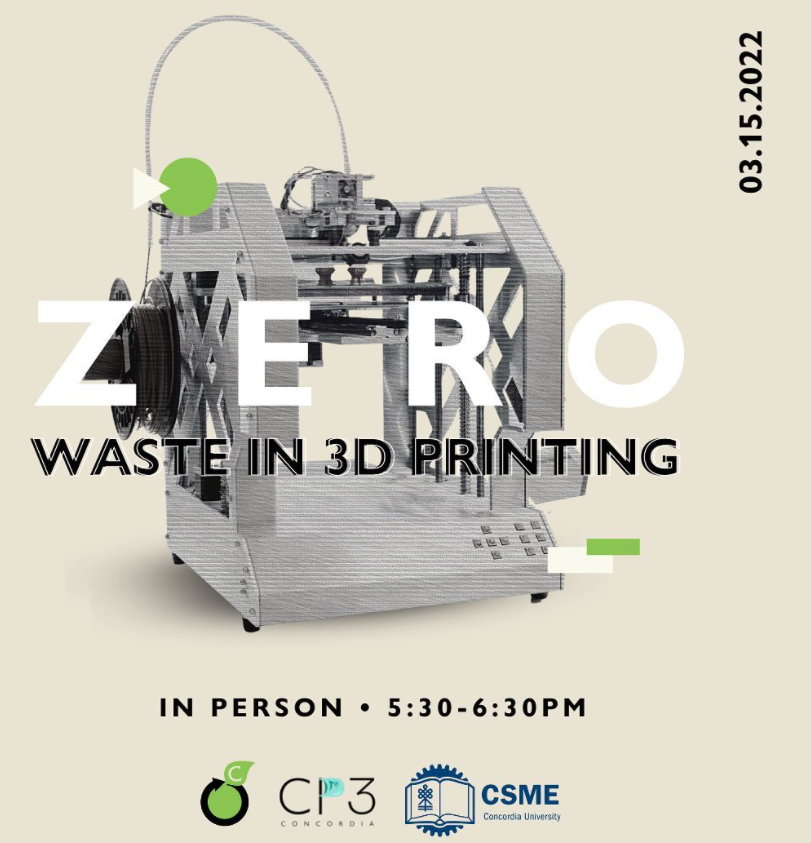 03.15.2022
ZERO
WASTE IN 3D PRINTING
IN PERSON • 5:30-6:30PM
C
CP3
CONCORDIA
CSME
Concordia University